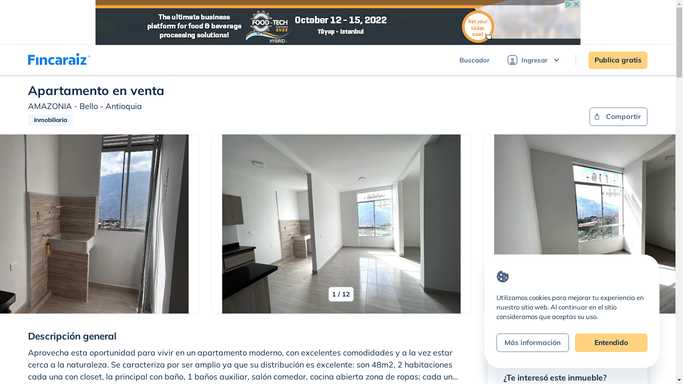 The ultimate business
platform for food & beverage
processing solutions!
FOOD-TECH
HYBRID
October 12 - 15, 2022
Tüyap - Istanbul
Get your
ticket
now!
Fincaraiz
Buscador
Ingresar
Publica gratis
Apartamento en venta
AMAZONIA - Bello - Antioquia
Inmobiliaria
Compartir
1 / 12
Utilizamos cookies para mejorar tu experiencia en
nuestro sitio web. Al continuar en el sitio
consideramos que aceptas su uso.
Más información
Entendido
Descripción general
Aprovecha esta oportunidad para vivir en un apartamento moderno, con excelentes comodidades y a la vez estar
cerca a la naturaleza. Se caracteriza por ser amplio ya que su distribución es excelente: son 48m2, 2 habitaciones
cada una con closet, la principal con baño, 1 baños auxiliar, salón comedor, cocina abierta zona de ropas; cada un...
¿Te interesó este inmueble?